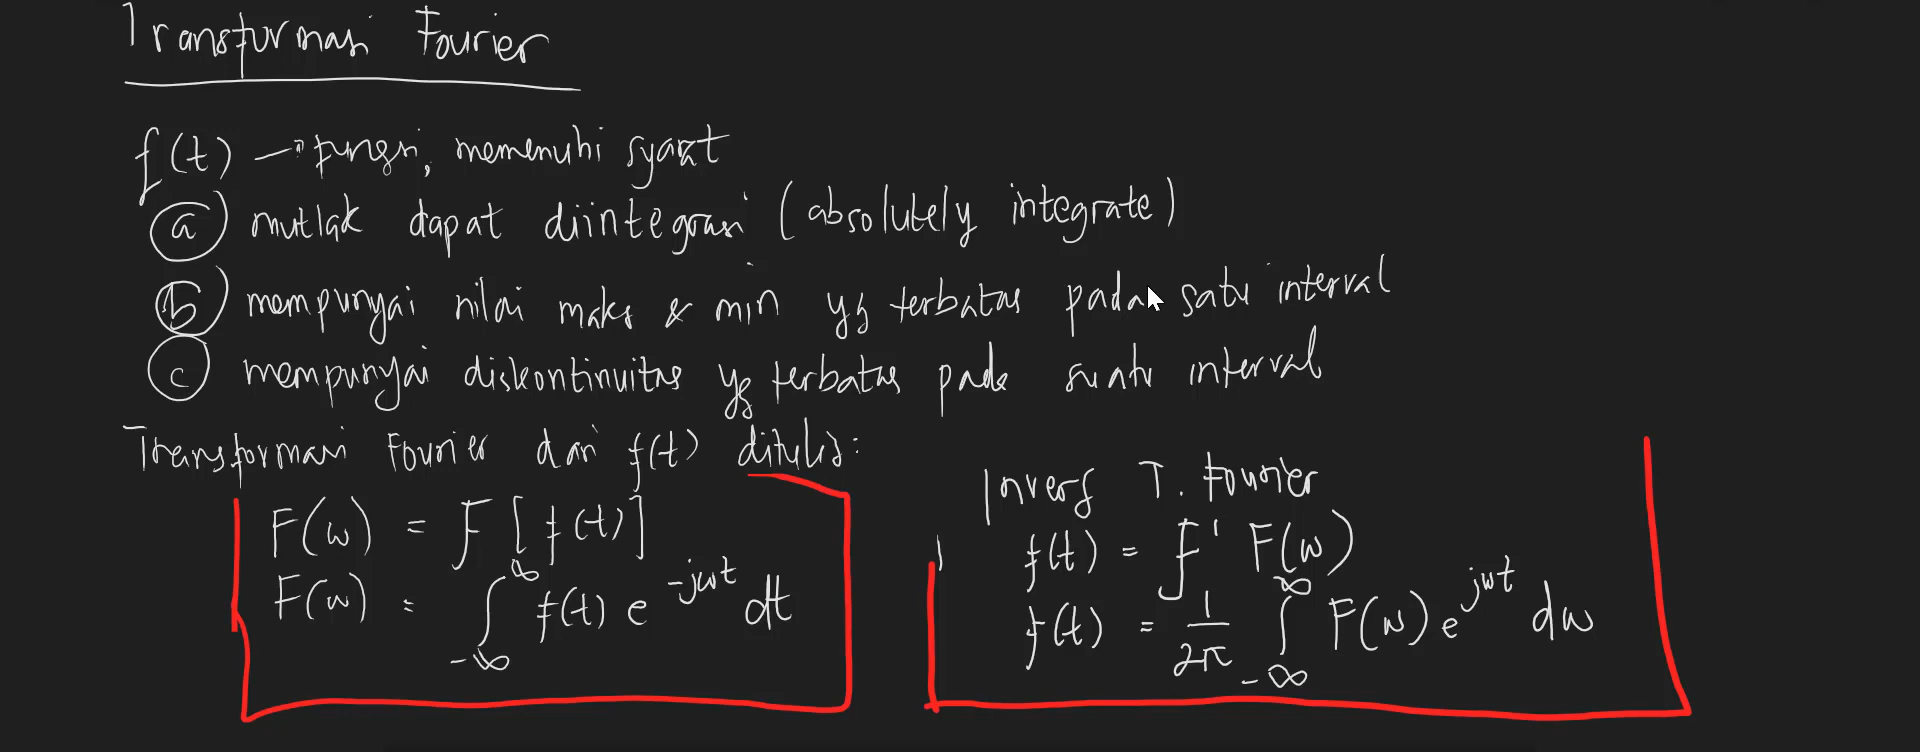 Transformasi Fourier
f(t) → fungsi, memenuhi syarat
(a) mutlak dapat diintegrasi (absolutely integrate)
(b) mempunyai nilai maks & min yg terbatas pada satu interval
(c) mempunyai diskontinuitas yg terbatas pada suatu interval
Transformasi Fourier dari f(t) ditulis:
F(ω) = F [f(t)]
F(ω) = ∫_{-∞}^{∞} f(t) e^{-jωt} dt
Invers T. Fourier
f(t) = F^{-1} F(ω)
f(t) = 1/2π ∫_{-∞}^{∞} F(ω) e^{jωt} dω